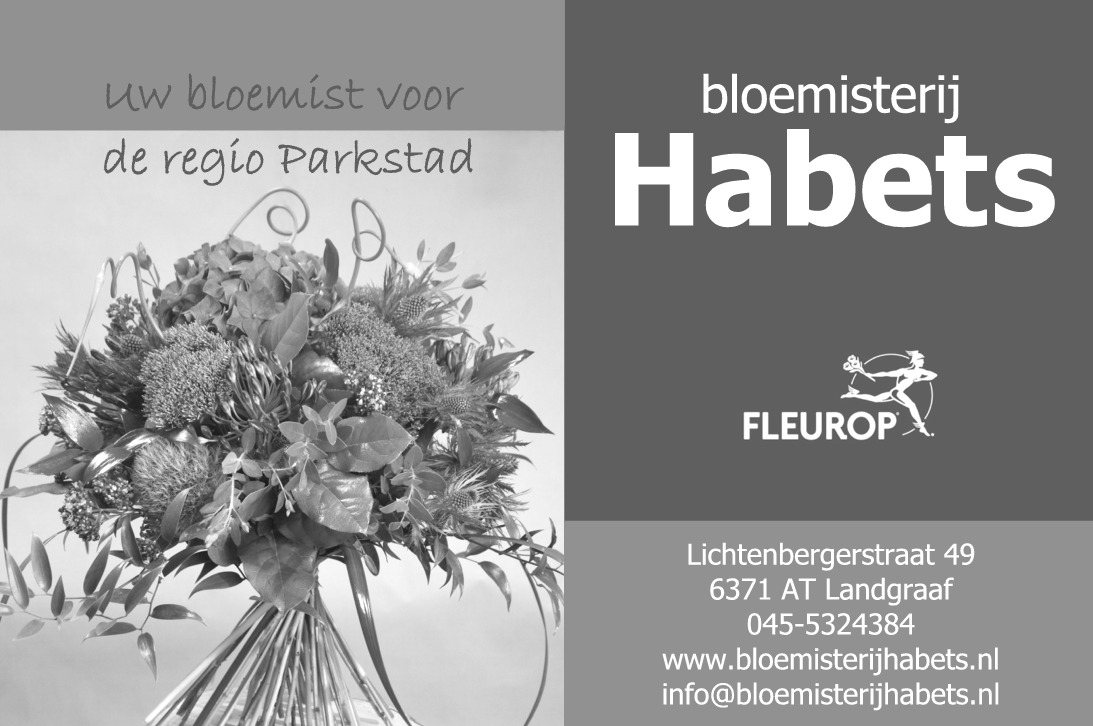 Uw bloemist voor
de regio Parkstad
bloemisterij
Habets
FLEUROP
Lichtenbergerstraat 49
6371 AT Landgraaf
045-5324384
www.bloemisterijhabets.nl
info@bloemisterijhabets.nl